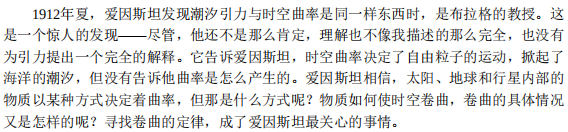 1912年夏，爱因斯坦发现潮汐引力与时空曲率是同一样东西时，是布拉格的教授。这
是一个惊人的发现——尽管，他还不是那么肯定，理解也不像我描述的那么完全，也没有
为引力提出一个完全的解释。它告诉爱因斯坦，时空曲率决定了自由粒子的运动，掀起了
海洋的潮汐，但没有告诉他曲率是怎么产生的。爱因斯坦相信，太阳、地球和行星内部的
物质以某种方式决定着曲率，但那是什么方式呢？物质如何使时空卷曲，卷曲的具体情况
又是怎样的呢？寻找卷曲的定律，成了爱因斯坦最关心的事情。